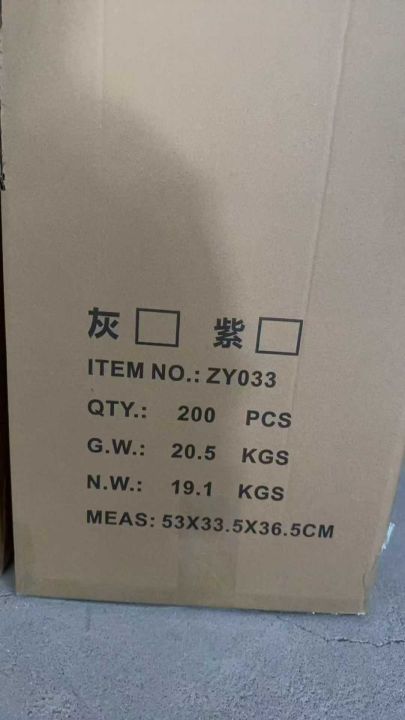 灰 □ 紫 □
ITEM NO.: ZY033
QTY.: 200 PCS
G.W.: 20.5 KGS
N.W.: 19.1 KGS
MEAS: 53X33.5X36.5CM